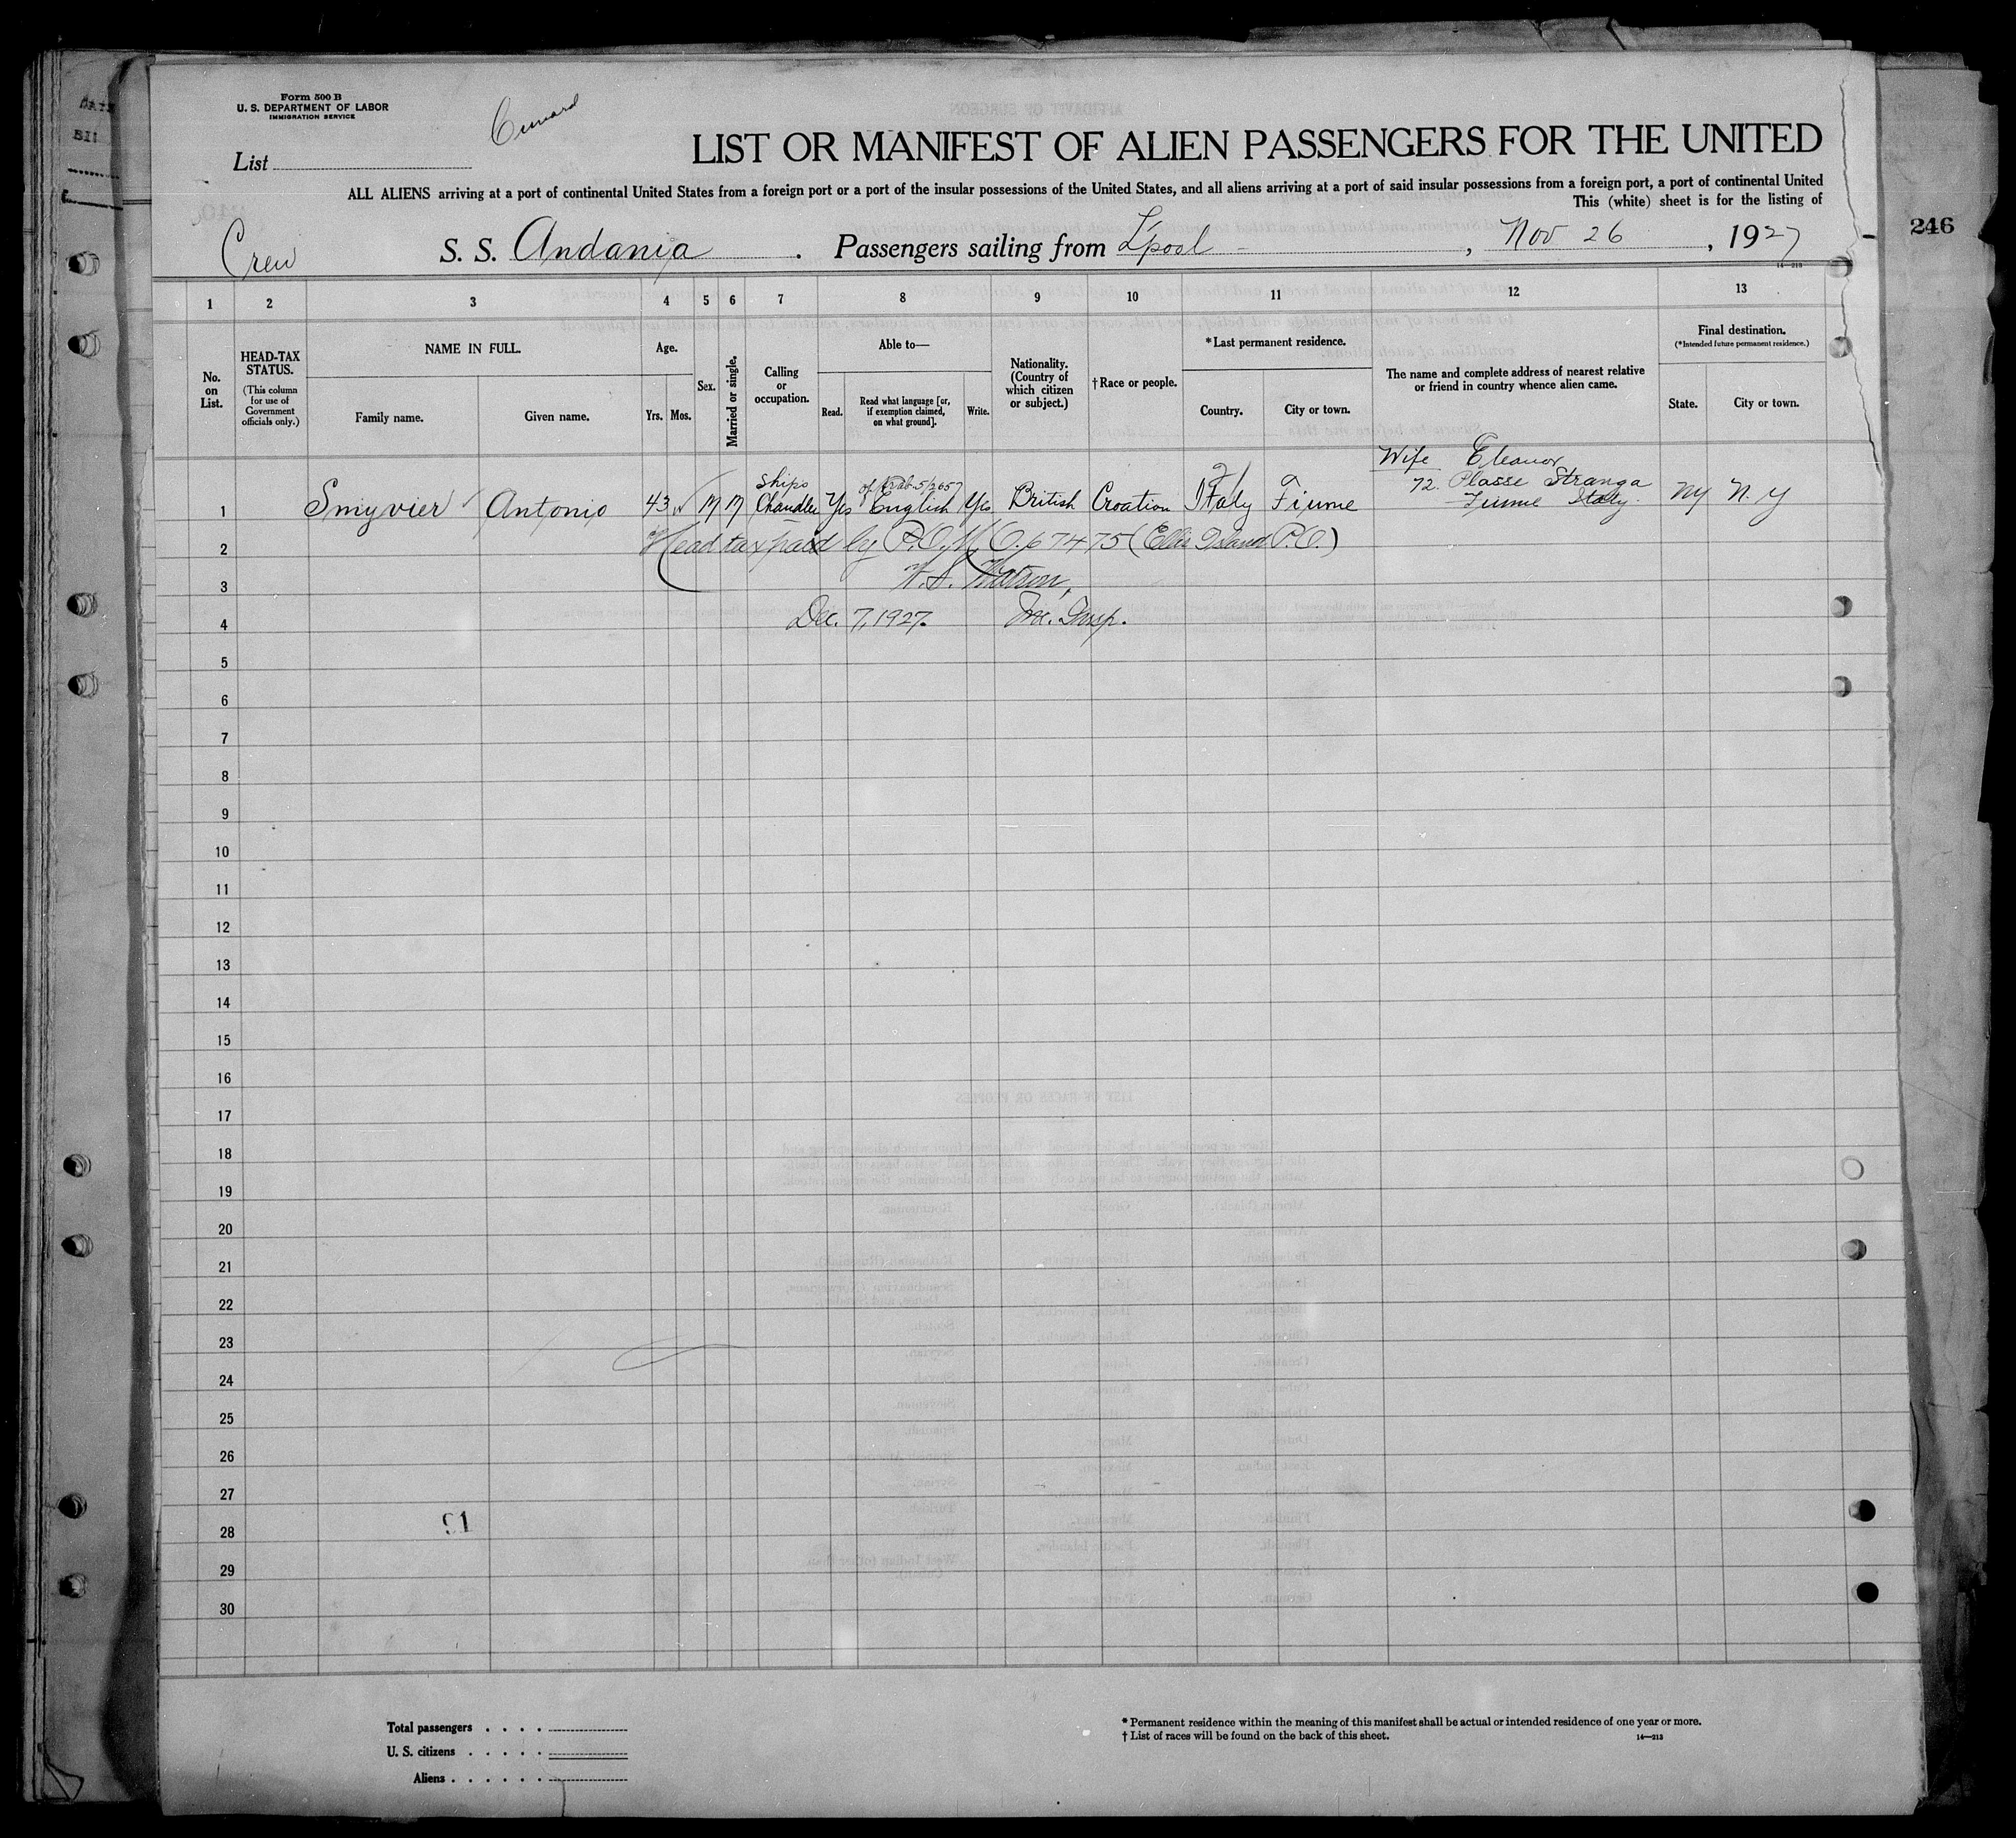 Form 500 B
U. S. DEPARTMENT OF LABOR
IMMIGRATION SERVICE
Cunard
List
LIST OR MANIFEST OF ALIEN PASSENGERS FOR THE UNITED
ALL ALIENS arriving at a port of continental United States from a foreign port or a port of the insular possessions of the United States, and all aliens arriving at a port of said insular possessions from a foreign port, a port of continental United
This (white) sheet is for the listing of
246
Crew S. S. Andania. Passengers sailing from L'pool, Nov 26, 1927
14—213
1 2 3 4 5 6 7 8 9 10 11 12 13
No. on List.
HEAD-TAX STATUS.
(This column for use of Government officials only.)
NAME IN FULL.
Family name. Given name.
Age.
Yrs. Mos.
Sex.
Married or single.
Calling or occupation.
Able to—
Read. Read what language [or, if exemption claimed, on what ground]. Write.
Nationality. (Country of which citizen or subject.)
†Race or people.
*Last permanent residence.
Country. City or town.
The name and complete address of nearest relative or friend in country whence alien came.
Final destination.
(*Intended future permanent residence.)
State. City or town.
Wife Eleanor
72. Plasse Stranga
Fiume Italy.
1 Smyvier Antonio 43 M M Ships Chandler Yes English Yes British Croation Italy Fiume NY N. Y
2 Head tax paid by P.O.M.O. 67475 (Ellis Island P.O.)
3 Watson,
4 Dec. 7, 1927. Insp.
5
6
7
8
9
10
11
12
13
14
15
16
17
18
19
20
21
22
23
24
25
26
27
91
28
29
30
Total passengers . . . .
U. S. citizens . . . . .
Aliens . . . . . .
* Permanent residence within the meaning of this manifest shall be actual or intended residence of one year or more.
† List of races will be found on the back of this sheet.
14—213